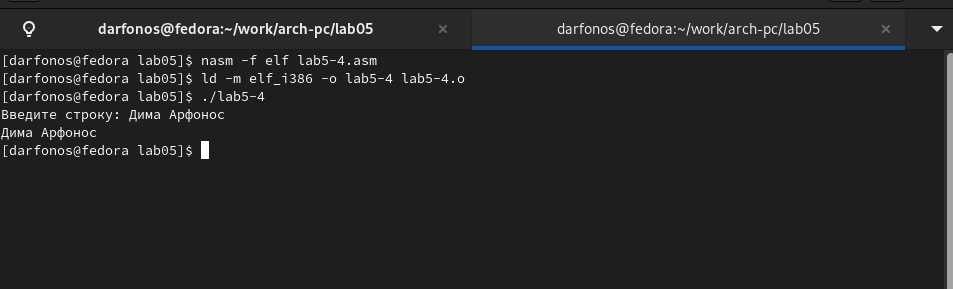 darfonos@fedora:~/work/arch-pc/lab05 × darfonos@fedora:~/work/arch-pc/lab05 ×
[darfonos@fedora lab05]$ nasm -f elf lab5-4.asm
[darfonos@fedora lab05]$ ld -m elf_i386 -o lab5-4 lab5-4.o
[darfonos@fedora lab05]$ ./lab5-4
Введите строку: Дима Арфонос
Дима Арфонос
[darfonos@fedora lab05]$